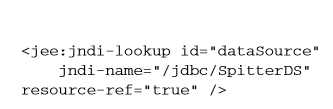 <jee:jndi-lookup id="dataSource"
jndi-name="/jdbc/SpitterDS"
resource-ref="true" />